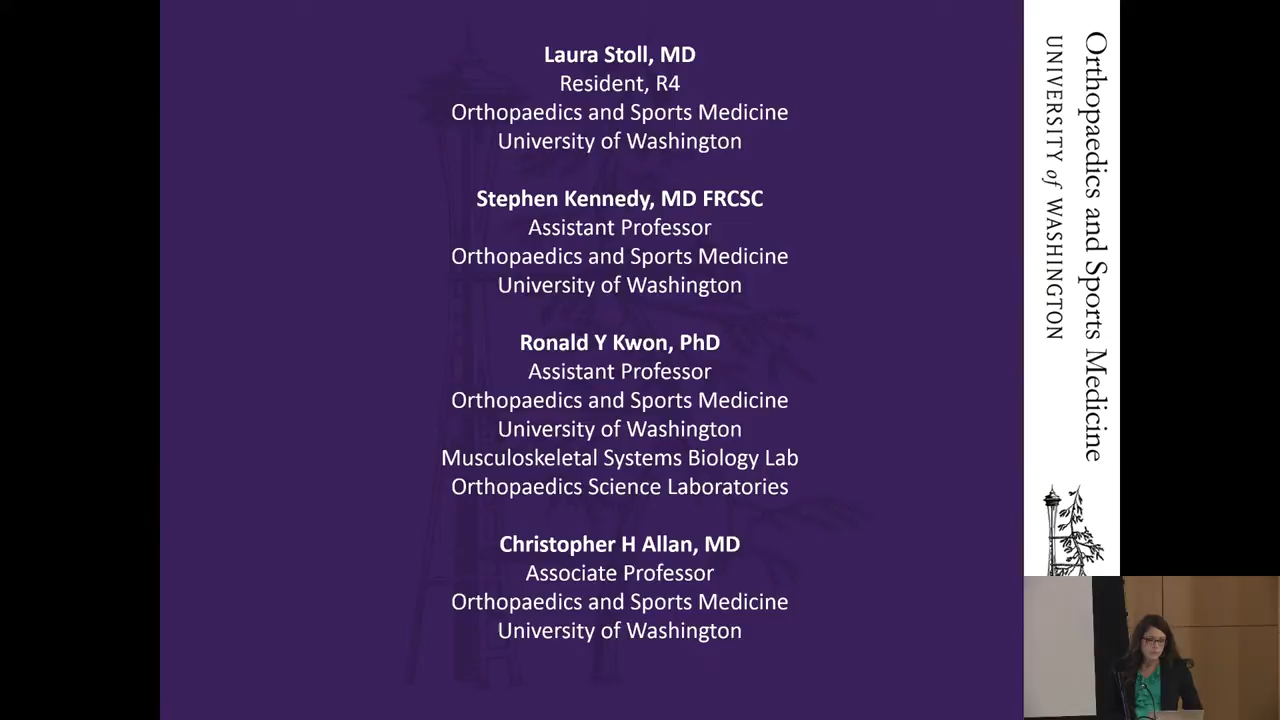 Laura Stoll, MD
Resident, R4
Orthopaedics and Sports Medicine
University of Washington
Stephen Kennedy, MD FRCSC
Assistant Professor
Orthopaedics and Sports Medicine
University of Washington
Ronald Y Kwon, PhD
Assistant Professor
Orthopaedics and Sports Medicine
University of Washington
Musculoskeletal Systems Biology Lab
Orthopaedics Science Laboratories
Christopher H Allan, MD
Associate Professor
Orthopaedics and Sports Medicine
University of Washington
Orthopaedics and Sports Medicine
UNIVERSITY of WASHINGTON